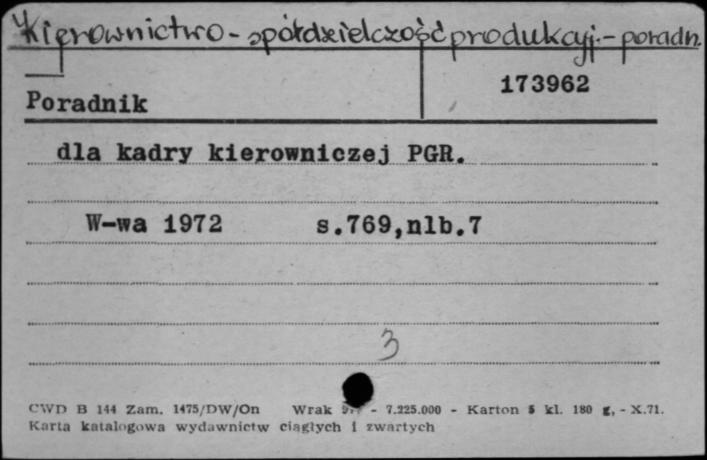 Kierownictwo - spółdzielczość produkcyj. - poradn.
173962
Poradnik
dla kadry kierowniczej PGR.
W-wa 1972 s.769,nlb.7
3
CWD B 144 Zam. 1475/DW/On Wrak - 7.225.000 - Karton 5 kl. 180 g, - X.71.
Karta katalogowa wydawnictw ciągłych i zwartych